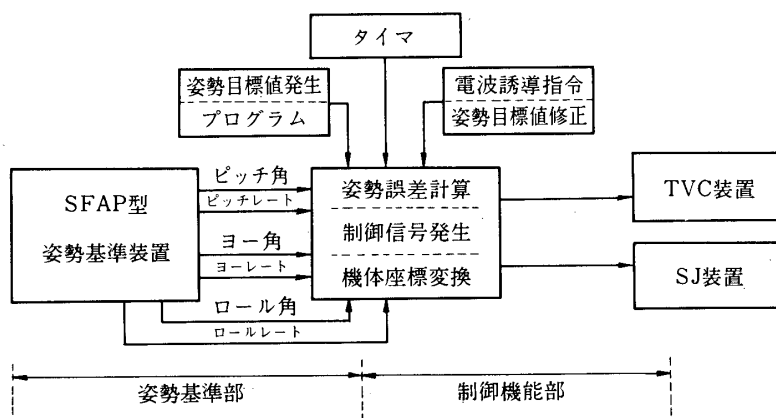 タイマ
姿勢目標値発生
プログラム
電波誘導指令
姿勢目標値修正
SFAP型
姿勢基準装置
ピッチ角
ピッチレート
ヨー角
ヨーレート
ロール角
ロールレート
姿勢誤差計算
制御信号発生
機体座標変換
TVC装置
SJ装置
姿勢基準部
制御機能部